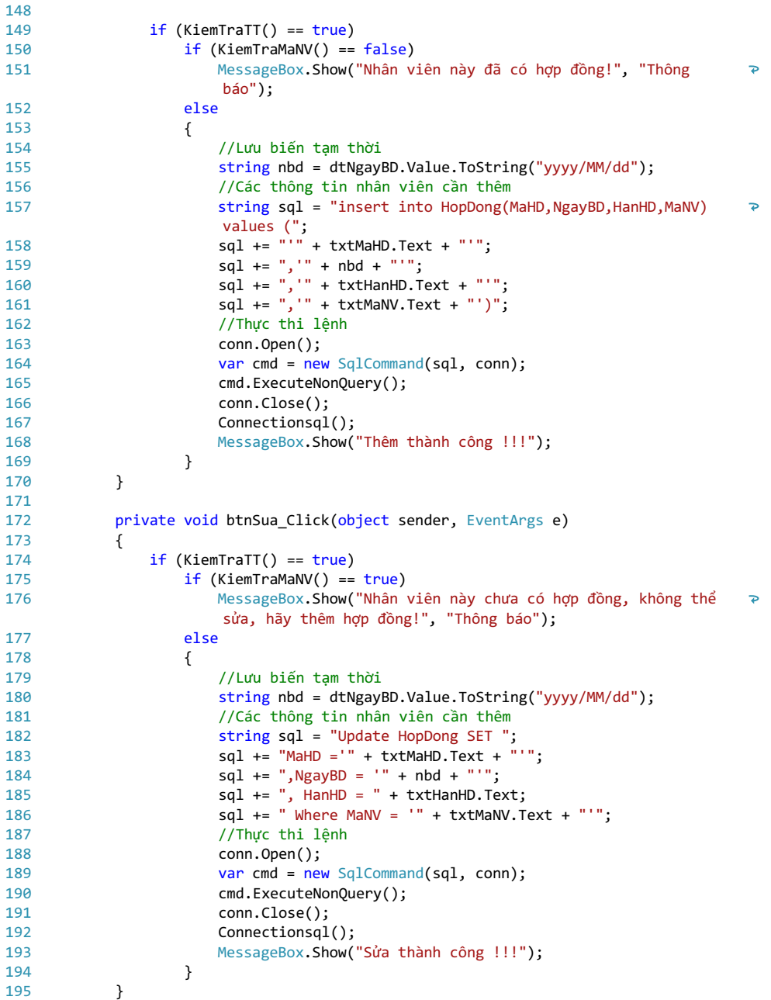 148
149 if (KiemTraTT() == true)
150 if (KiemTraMaNV() == false)
151 MessageBox.Show("Nhân viên này đã có hợp đồng!", "Thông
báo");
152 else
153 {
154 //Lưu biến tạm thời
155 string nbd = dtNgayBD.Value.ToString("yyyy/MM/dd");
156 //Các thông tin nhân viên cần thêm
157 string sql = "insert into HopDong(MaHD,NgayBD,HanHD,MaNV)
values (";
158 sql += "'" + txtMaHD.Text + "'";
159 sql += ",'" + nbd + "'";
160 sql += ",'" + txtHanHD.Text + "'";
161 sql += ",'" + txtMaNV.Text + "')";
162 //Thực thi lệnh
163 conn.Open();
164 var cmd = new SqlCommand(sql, conn);
165 cmd.ExecuteNonQuery();
166 conn.Close();
167 Connectionsql();
168 MessageBox.Show("Thêm thành công !!!");
169 }
170 }
171
172 private void btnSua_Click(object sender, EventArgs e)
173 {
174 if (KiemTraTT() == true)
175 if (KiemTraMaNV() == true)
176 MessageBox.Show("Nhân viên này chưa có hợp đồng, không thể
sửa, hãy thêm hợp đồng!", "Thông báo");
177 else
178 {
179 //Lưu biến tạm thời
180 string nbd = dtNgayBD.Value.ToString("yyyy/MM/dd");
181 //Các thông tin nhân viên cần thêm
182 string sql = "Update HopDong SET ";
183 sql += "MaHD ='" + txtMaHD.Text + "'";
184 sql += ",NgayBD = '" + nbd + "'";
185 sql += ", HanHD = " + txtHanHD.Text;
186 sql += " Where MaNV = '" + txtMaNV.Text + "'";
187 //Thực thi lệnh
188 conn.Open();
189 var cmd = new SqlCommand(sql, conn);
190 cmd.ExecuteNonQuery();
191 conn.Close();
192 Connectionsql();
193 MessageBox.Show("Sửa thành công !!!");
194 }
195 }